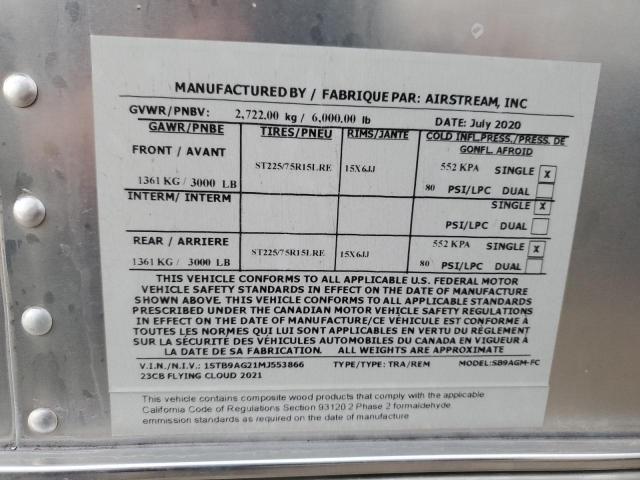 MANUFACTURED BY / FABRIQUE PAR: AIRSTREAM, INC
GVWR/PNBV: 2,722.00 kg / 6,000.00 lb DATE: July 2020
GAWR/PNBE TIRES/PNEU RIMS/JANTE COLD INFL.PRESS./PRESS. DE
GONFL. AFROID
FRONT / AVANT ST225/75R15LRE 15X6JJ 552 KPA SINGLE X
1361 KG / 3000 LB 80 PSI/LPC DUAL
INTERM/ INTERM SINGLE X
PSI/LPC DUAL
REAR / ARRIERE ST225/75R15LRE 15X6JJ 552 KPA SINGLE X
1361 KG / 3000 LB 80 PSI/LPC DUAL
THIS VEHICLE CONFORMS TO ALL APPLICABLE U.S. FEDERAL MOTOR
VEHICLE SAFETY STANDARDS IN EFFECT ON THE DATE OF MANUFACTURE
SHOWN ABOVE. THIS VEHICLE CONFORMS TO ALL APPLICABLE STANDARDS
PRESCRIBED UNDER THE CANADIAN MOTOR VEHICLE SAFETY REGULATIONS
IN EFFECT ON THE DATE OF MANUFACTURE/CE VÉHICULE EST CONFORME À
TOUTES LES NORMES QUI LUI SONT APPLICABLES EN VERTU DU RÉGLEMENT
SUR LA SÉCURITÉ DES VÉHICULES AUTOMOBILES DU CANADA EN VIGUEUR À
LA DATE DE SA FABRICATION. ALL WEIGHTS ARE APPROXIMATE
V.I.N./N.I.V.: 1STB9AG21MJ553866 TYPE/TYPE: TRA/REM MODEL:SB9AGM-FC
23CB FLYING CLOUD 2021
This vehicle contains composite wood products that comply with applicable
California Code of Regulations Section 93120.2 Phase 2 formaldehyde
emmission standards as required on the date of manufacture